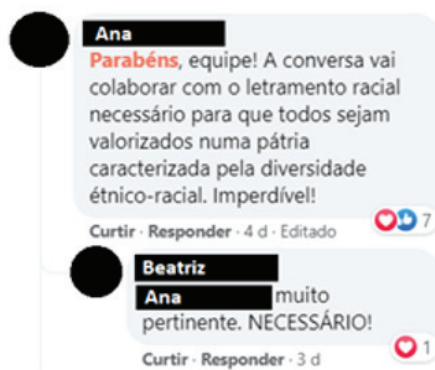 Ana
Parabéns, equipe! A conversa vai
colaborar com o letramento racial
necessário para que todos sejam
valorizados numa pátria
caracterizada pela diversidade
étnico-racial. Imperdível!
Curtir · Responder · 4 d · Editado 7
Beatriz
Ana muito
pertinente. NECESSÁRIO!
Curtir · Responder · 3 d 1